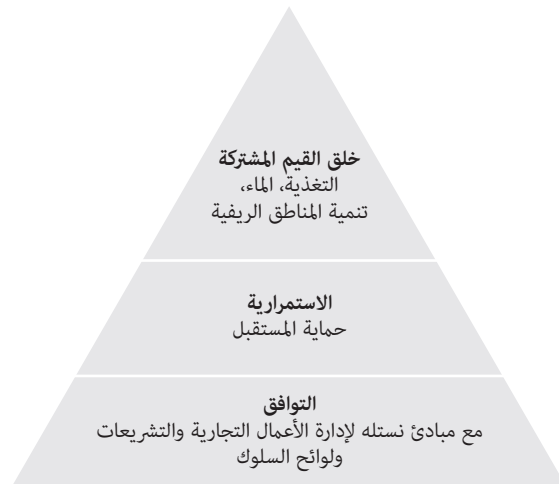 خلق القيم المشتركة
التغذية، الماء،
تنمية المناطق الريفية
الاستمرارية
حماية المستقبل
التوافق
مع مبادئ نستله لإدارة الأعمال التجارية والتشريعات
ولوائح السلوك